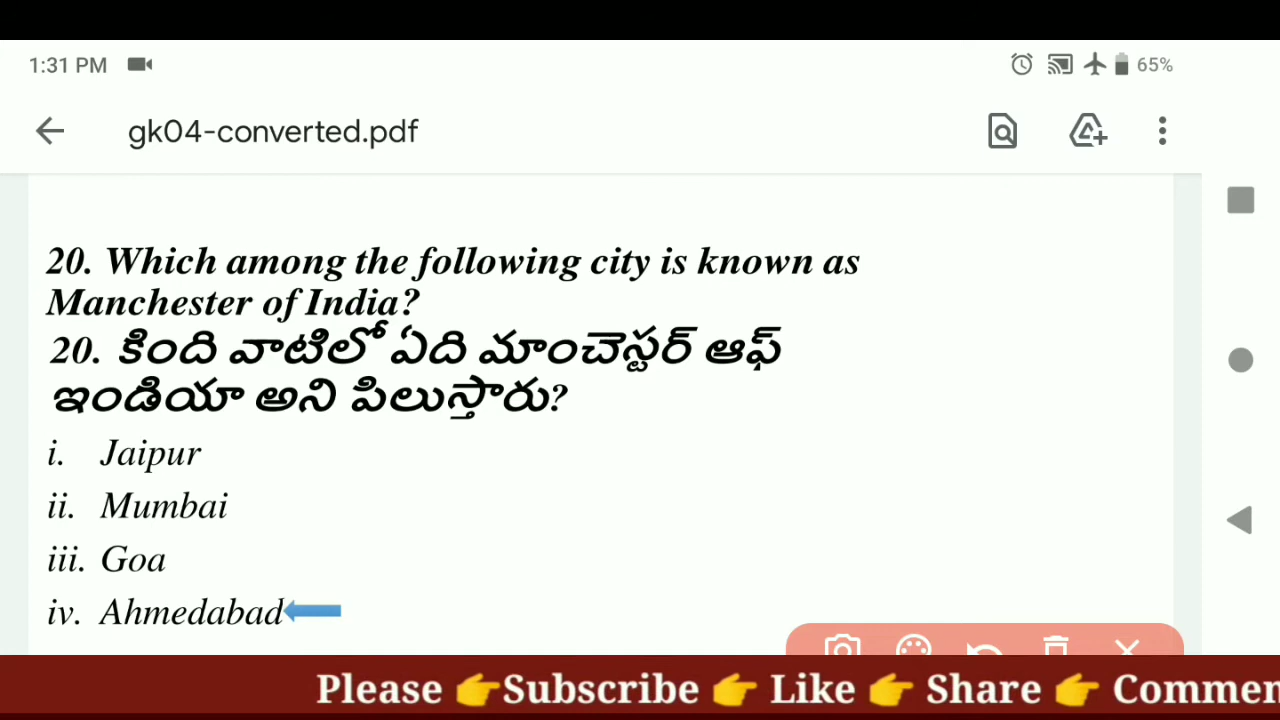 1:31 PM
65%
gk04-converted.pdf
20. Which among the following city is known as
Manchester of India?
20. కింది వాటిలో ఏది మాంచెస్టర్ ఆఫ్
ఇండియా అని పిలుస్తారు?
i. Jaipur
ii. Mumbai
iii. Goa
iv. Ahmedabad
Please 👉Subscribe 👉 Like 👉 Share 👉 Commen